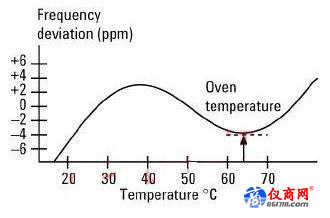 Frequency
deviation (ppm)
+6
+4
+2
0
−2
−4
−6
Oven
temperature
20 30 40 50 60 70
Temperature °C
仪商网
861718.com